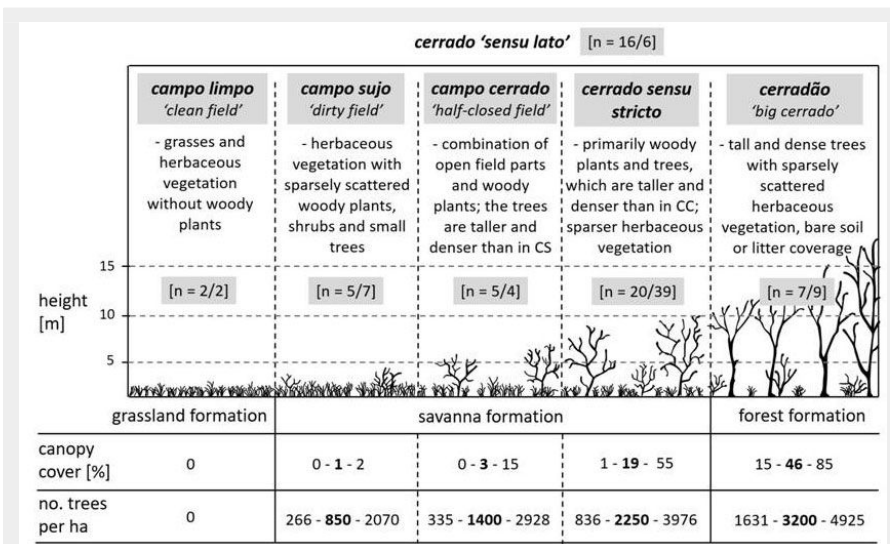 cerrado 'sensu lato' [n = 16/6]
campo limpo
'clean field'
- grasses and
herbaceous
vegetation
without woody
plants
[n = 2/2]
campo sujo
'dirty field'
- herbaceous
vegetation with
sparsely scattered
woody plants,
shrubs and small
trees
[n = 5/7]
campo cerrado
'half-closed field'
- combination of
open field parts
and woody
plants; the trees
are taller and
denser than in CS
[n = 5/4]
cerrado sensu
stricto
- primarily woody
plants and trees,
which are taller and
denser than in CC;
sparser herbaceous
vegetation
[n = 20/39]
cerradão
'big cerrado'
- tall and dense trees
with sparsely
scattered
herbaceous
vegetation, bare soil
or litter coverage
[n = 7/9]
height
[m]
15
10
5
grassland formation savanna formation forest formation
canopy
cover [%]
0 0 - 1 - 2 0 - 3 - 15 1 - 19 - 55 15 - 46 - 85
no. trees
per ha
0 266 - 850 - 2070 335 - 1400 - 2928 836 - 2250 - 3976 1631 - 3200 - 4925